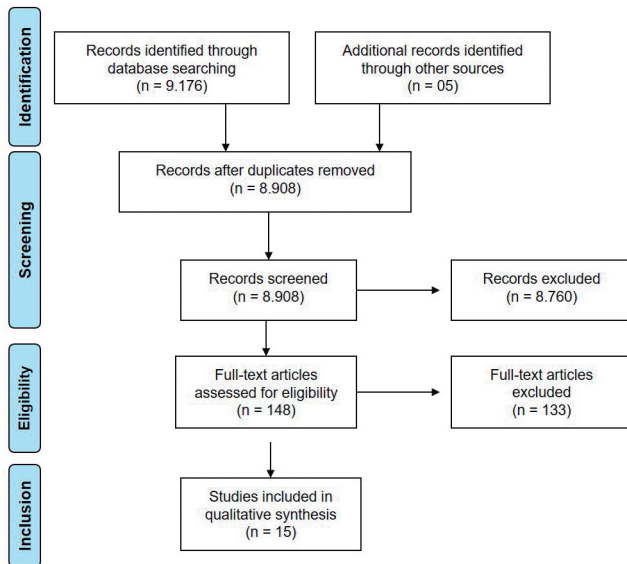 Identification
Records identified through
database searching
(n = 9.176)
Additional records identified
through other sources
(n = 05)
Screening
Records after duplicates removed
(n = 8.908)
Records screened
(n = 8.908)
Records excluded
(n = 8.760)
Eligibility
Full-text articles
assessed for eligibility
(n = 148)
Full-text articles
excluded
(n = 133)
Inclusion
Studies included in
qualitative synthesis
(n = 15)